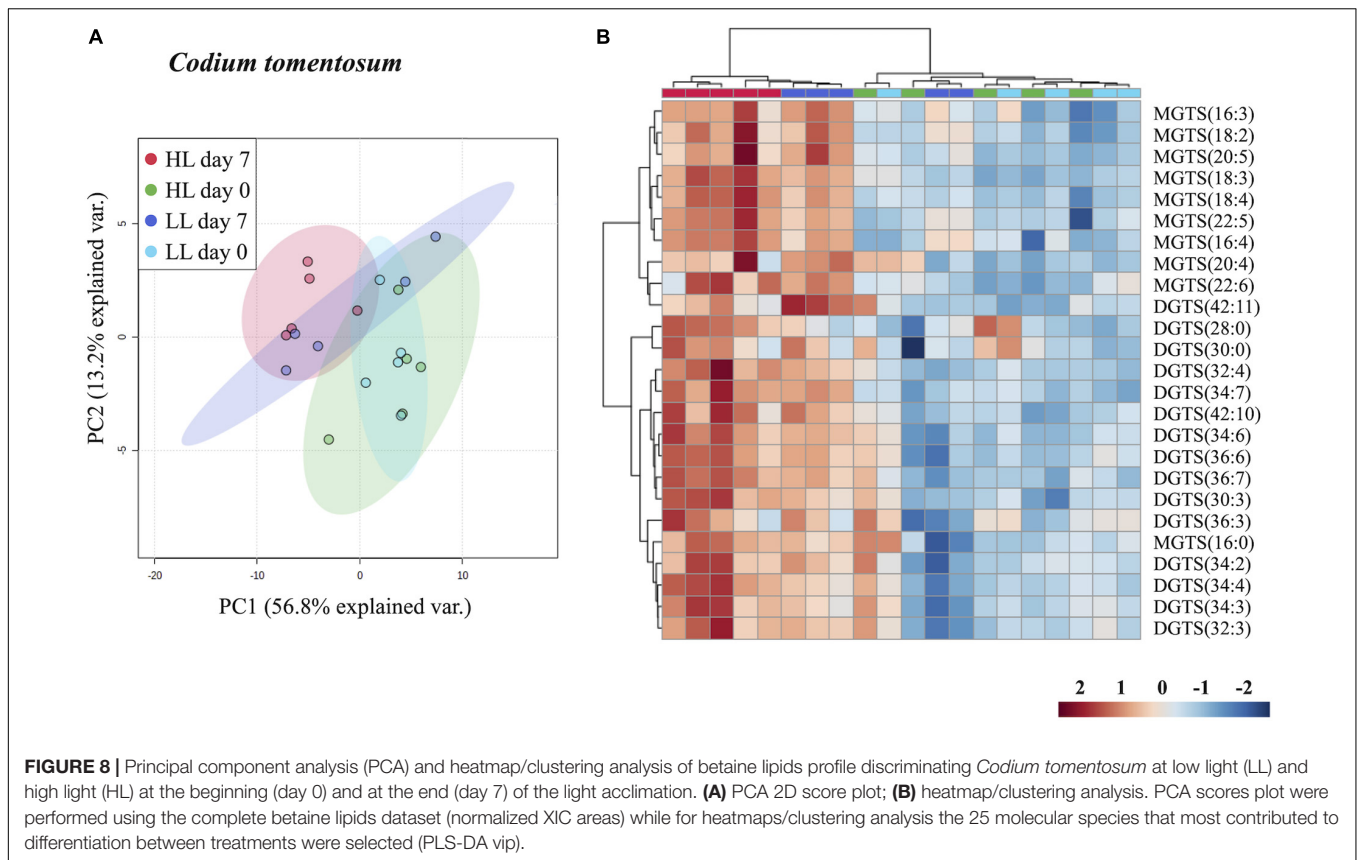 A
Codium tomentosum
HL day 7
HL day 0
LL day 7
LL day 0
PC2 (13.2% explained var.)
5
0
-5
-20
-10
0
10
PC1 (56.8% explained var.)
B
MGTS(16:3)
MGTS(18:2)
MGTS(20:5)
MGTS(18:3)
MGTS(18:4)
MGTS(22:5)
MGTS(16:4)
MGTS(20:4)
MGTS(22:6)
DGTS(42:11)
DGTS(28:0)
DGTS(30:0)
DGTS(32:4)
DGTS(34:7)
DGTS(42:10)
DGTS(34:6)
DGTS(36:6)
DGTS(36:7)
DGTS(30:3)
DGTS(36:3)
MGTS(16:0)
DGTS(34:2)
DGTS(34:4)
DGTS(34:3)
DGTS(32:3)
2 1 0 -1 -2
FIGURE 8 | Principal component analysis (PCA) and heatmap/clustering analysis of betaine lipids profile discriminating Codium tomentosum at low light (LL) and
high light (HL) at the beginning (day 0) and at the end (day 7) of the light acclimation. (A) PCA 2D score plot; (B) heatmap/clustering analysis. PCA scores plot were
performed using the complete betaine lipids dataset (normalized XIC areas) while for heatmaps/clustering analysis the 25 molecular species that most contributed to
differentiation between treatments were selected (PLS-DA vip).